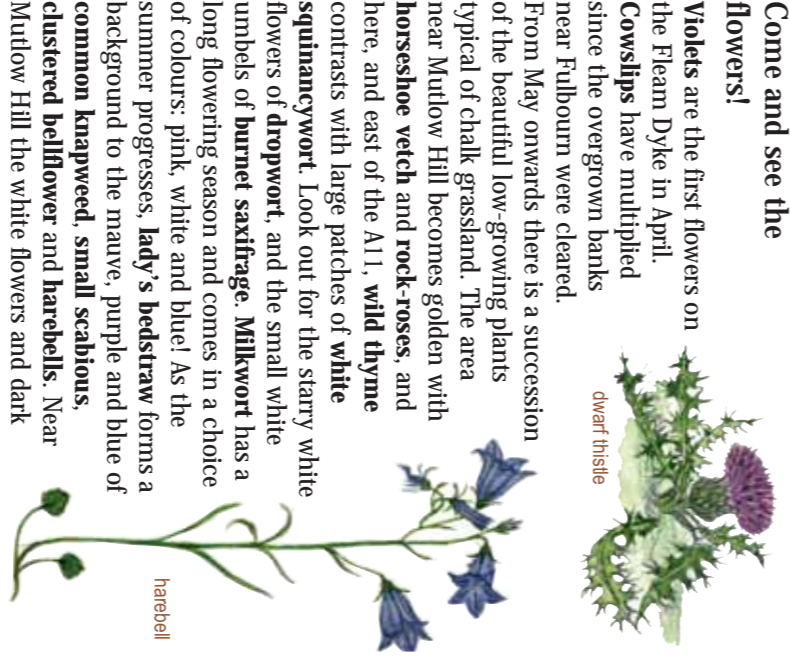 Come and see the
flowers!
Violets are the first flowers on
the Fleam Dyke in April.
Cowslips have multiplied
since the overgrown banks
near Fulbourn were cleared.
From May onwards there is a succession
of the beautiful low-growing plants
typical of chalk grassland. The area
near Mutlow Hill becomes golden with
horseshoe vetch and rock-roses, and
here, and east of the A11, wild thyme
contrasts with large patches of white
squinancywort. Look out for the starry white
flowers of dropwort, and the small white
umbels of burnet saxifrage. Milkwort has a
long flowering season and comes in a choice
of colours: pink, white and blue! As the
summer progresses, lady's bedstraw forms a
background to the mauve, purple and blue of
common knapweed, small scabious,
clustered bellflower and harebells. Near
Mutlow Hill the white flowers and dark
dwarf thistle
harebell